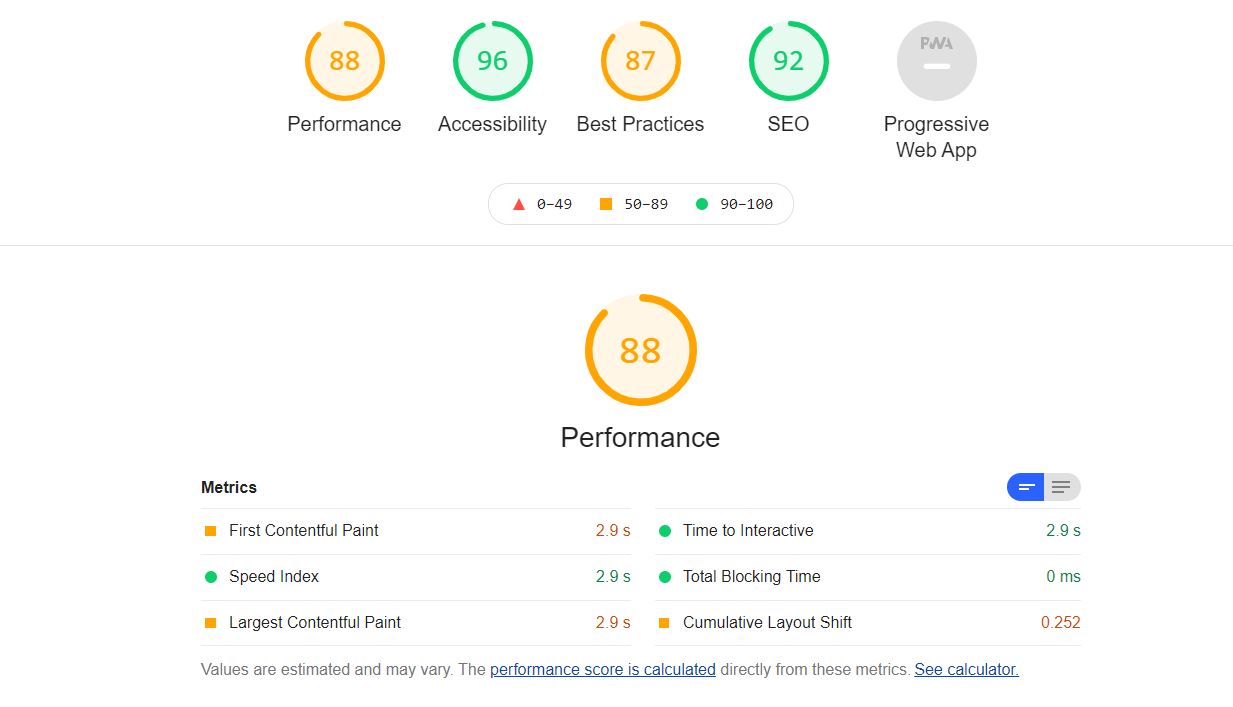 88 96 87 92 PWA
Performance Accessibility Best Practices SEO Progressive
Web App
0–49 50–89 90–100
88
Performance
Metrics
First Contentful Paint 2.9 s Time to Interactive 2.9 s
Speed Index 2.9 s Total Blocking Time 0 ms
Largest Contentful Paint 2.9 s Cumulative Layout Shift 0.252
Values are estimated and may vary. The performance score is calculated directly from these metrics. See calculator.